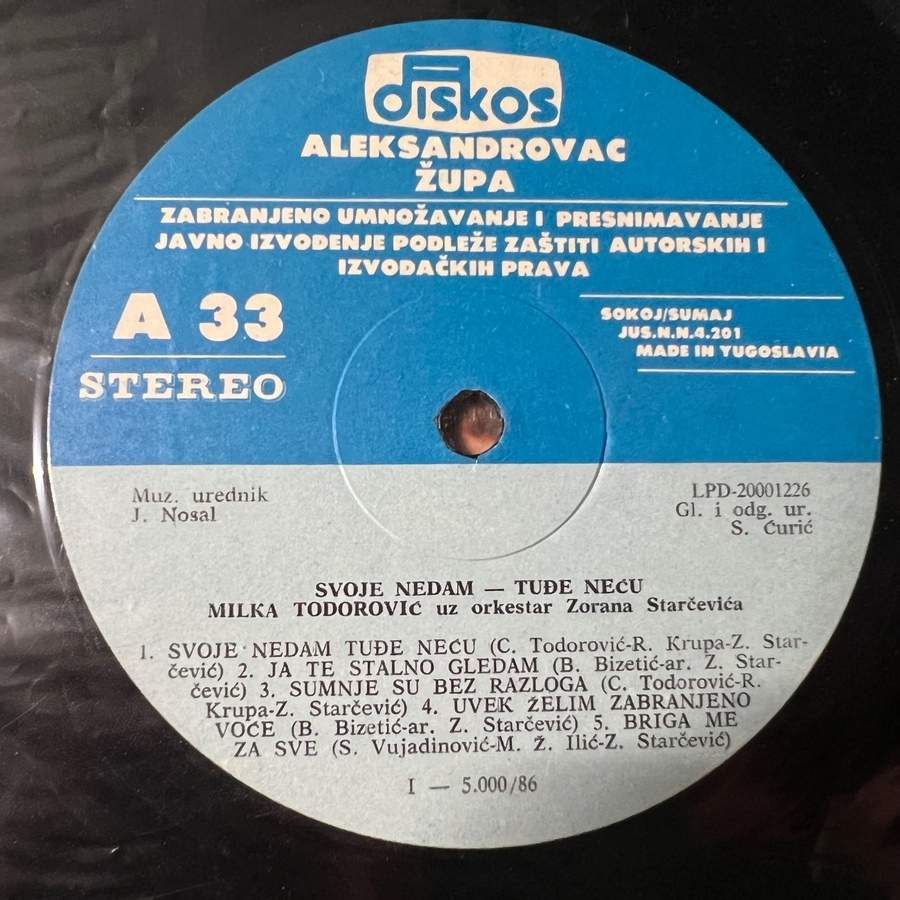 diskos
ALEKSANDROVAC
ŽUPA
ZABRANJENO UMNOŽAVANJE I PRESNIMAVANJE
JAVNO IZVOĐENJE PODLEŽE ZAŠTITI AUTORSKIH I
IZVOĐAČKIH PRAVA
A 33
STEREO
SOKOJ/SUMAJ
JUS.N.N.4.201
MADE IN YUGOSLAVIA
Muz. urednik
J. Nosal
LPD-20001226
Gl. i odg. ur.
S. Ćurić
SVOJE NEDAM — TUĐE NEĆU
MILKA TODOROVIĆ uz orkestar Zorana Starčevića
1. SVOJE NEDAM TUĐE NEĆU (C. Todorović-R. Krupa-Z. Star-
čević) 2. JA TE STALNO GLEDAM (B. Bizetić-ar. Z. Star-
čević) 3. SUMNJE SU BEZ RAZLOGA (C. Todorović-R.
Krupa-Z. Starčević) 4. UVEK ŽELIM ZABRANJENO
VOĆE (B. Bizetić-ar. Z. Starčević) 5. BRIGA ME
ZA SVE (S. Vujadinović-M. Ž. Ilić-Z. Starčević)
I — 5.000/86